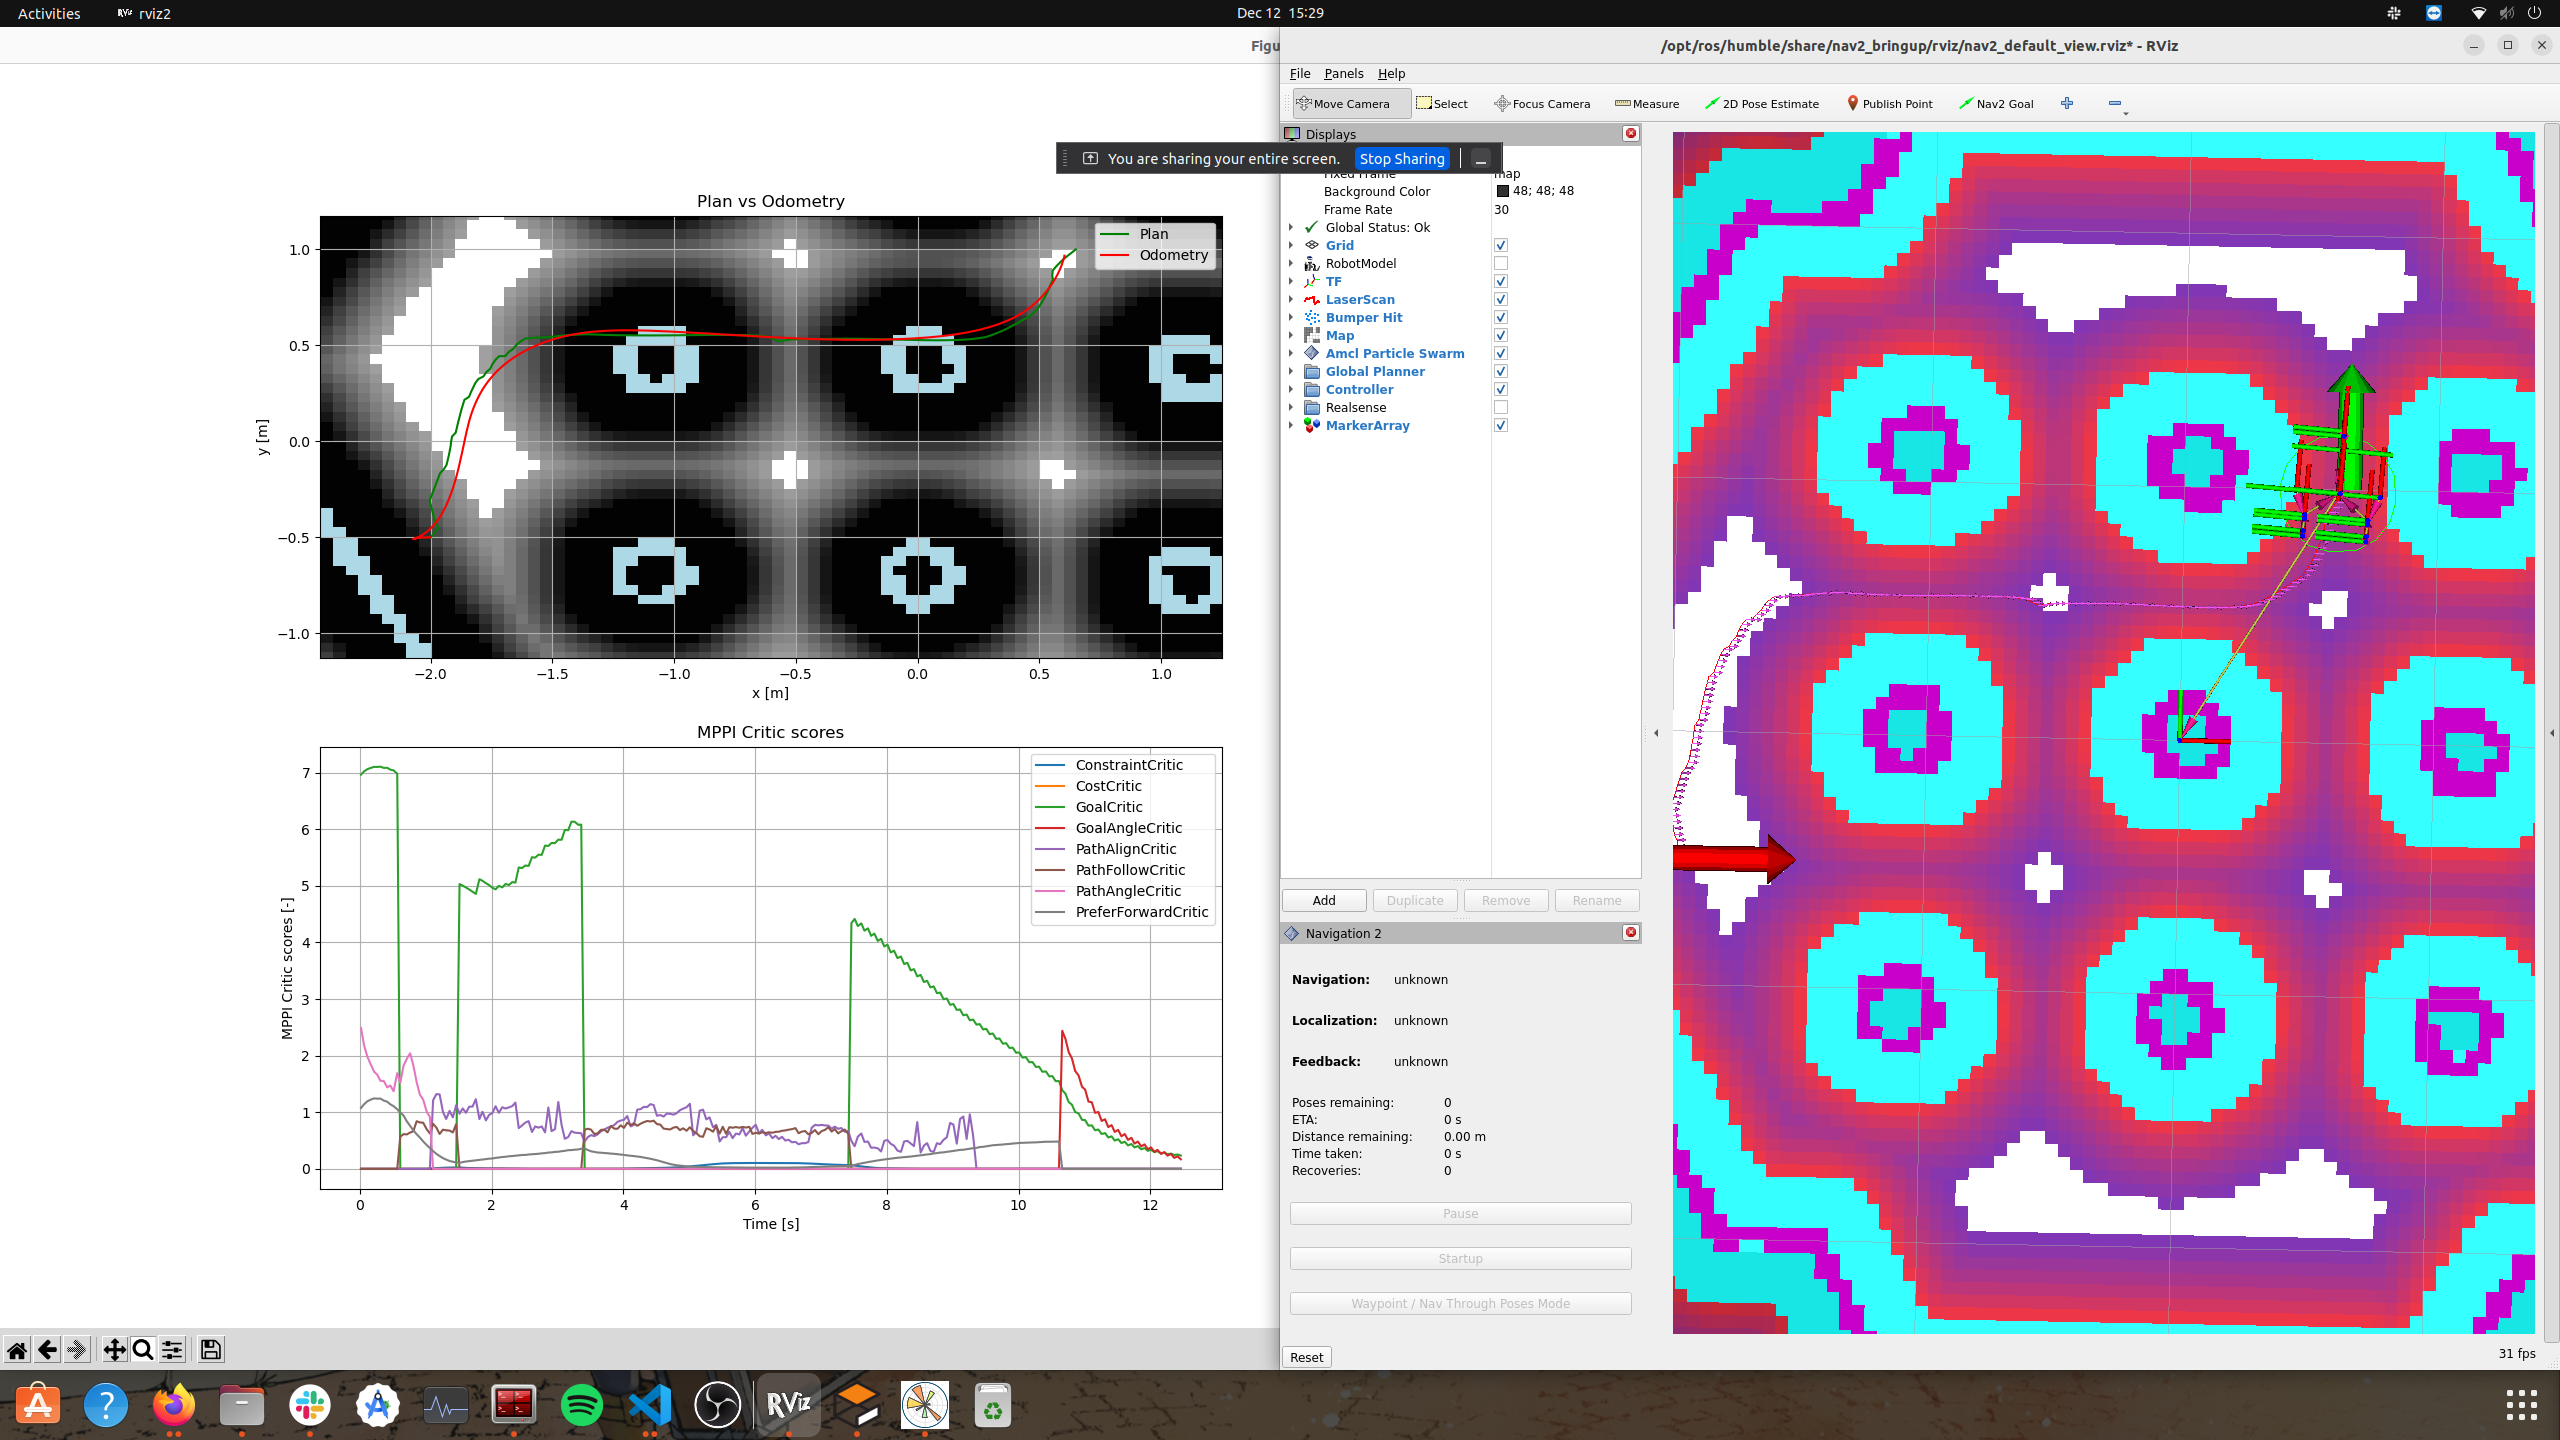 Activities
RViz rviz2
Dec 12 15:29
Figu
/opt/ros/humble/share/nav2_bringup/rviz/nav2_default_view.rviz* - RViz
File Panels Help
Move Camera Select Focus Camera Measure 2D Pose Estimate Publish Point Nav2 Goal
Displays
You are sharing your entire screen. Stop Sharing
Fixed Frame map
Background Color 48; 48; 48
Frame Rate 30
Global Status: Ok
Grid
RobotModel
TF
LaserScan
Bumper Hit
Map
Amcl Particle Swarm
Global Planner
Controller
Realsense
MarkerArray
Add Duplicate Remove Rename
Navigation 2
Navigation: unknown
Localization: unknown
Feedback: unknown
Poses remaining: 0
ETA: 0 s
Distance remaining: 0.00 m
Time taken: 0 s
Recoveries: 0
Pause
Startup
Waypoint / Nav Through Poses Mode
Reset
31 fps
Plan vs Odometry
Plan
Odometry
1.0
0.5
0.0
−0.5
−1.0
y [m]
−2.0 −1.5 −1.0 −0.5 0.0 0.5 1.0
x [m]
MPPI Critic scores
ConstraintCritic
CostCritic
GoalCritic
GoalAngleCritic
PathAlignCritic
PathFollowCritic
PathAngleCritic
PreferForwardCritic
7
6
5
4
3
2
1
0
MPPI Critic scores [-]
0 2 4 6 8 10 12
Time [s]
RViz